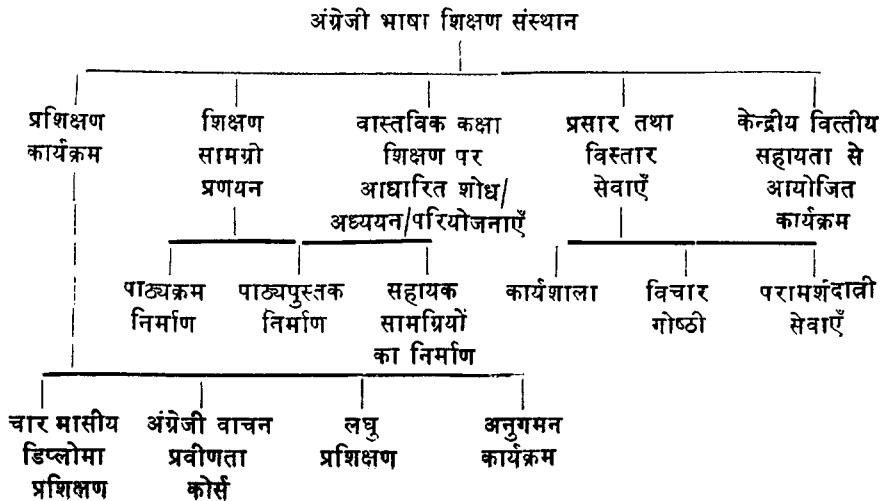 अंग्रेजी भाषा शिक्षण संस्थान
प्रशिक्षण
कार्यक्रम
शिक्षण
सामग्री
प्रणयन
वास्तविक कक्षा
शिक्षण पर
आधारित शोध/
अध्ययन/परियोजनाएँ
प्रसार तथा
विस्तार
सेवाएँ
केन्द्रीय वित्तीय
सहायता से
आयोजित
कार्यक्रम
पाठ्यक्रम
निर्माण
पाठ्यपुस्तक
निर्माण
सहायक
सामग्रियों
का निर्माण
कार्यशाला
विचार
गोष्ठी
परामर्शदात्री
सेवाएँ
चार मासीय
डिप्लोमा
प्रशिक्षण
अंग्रेजी वाचन
प्रवीणता
कोर्स
लघु
प्रशिक्षण
अनुगमन
कार्यक्रम